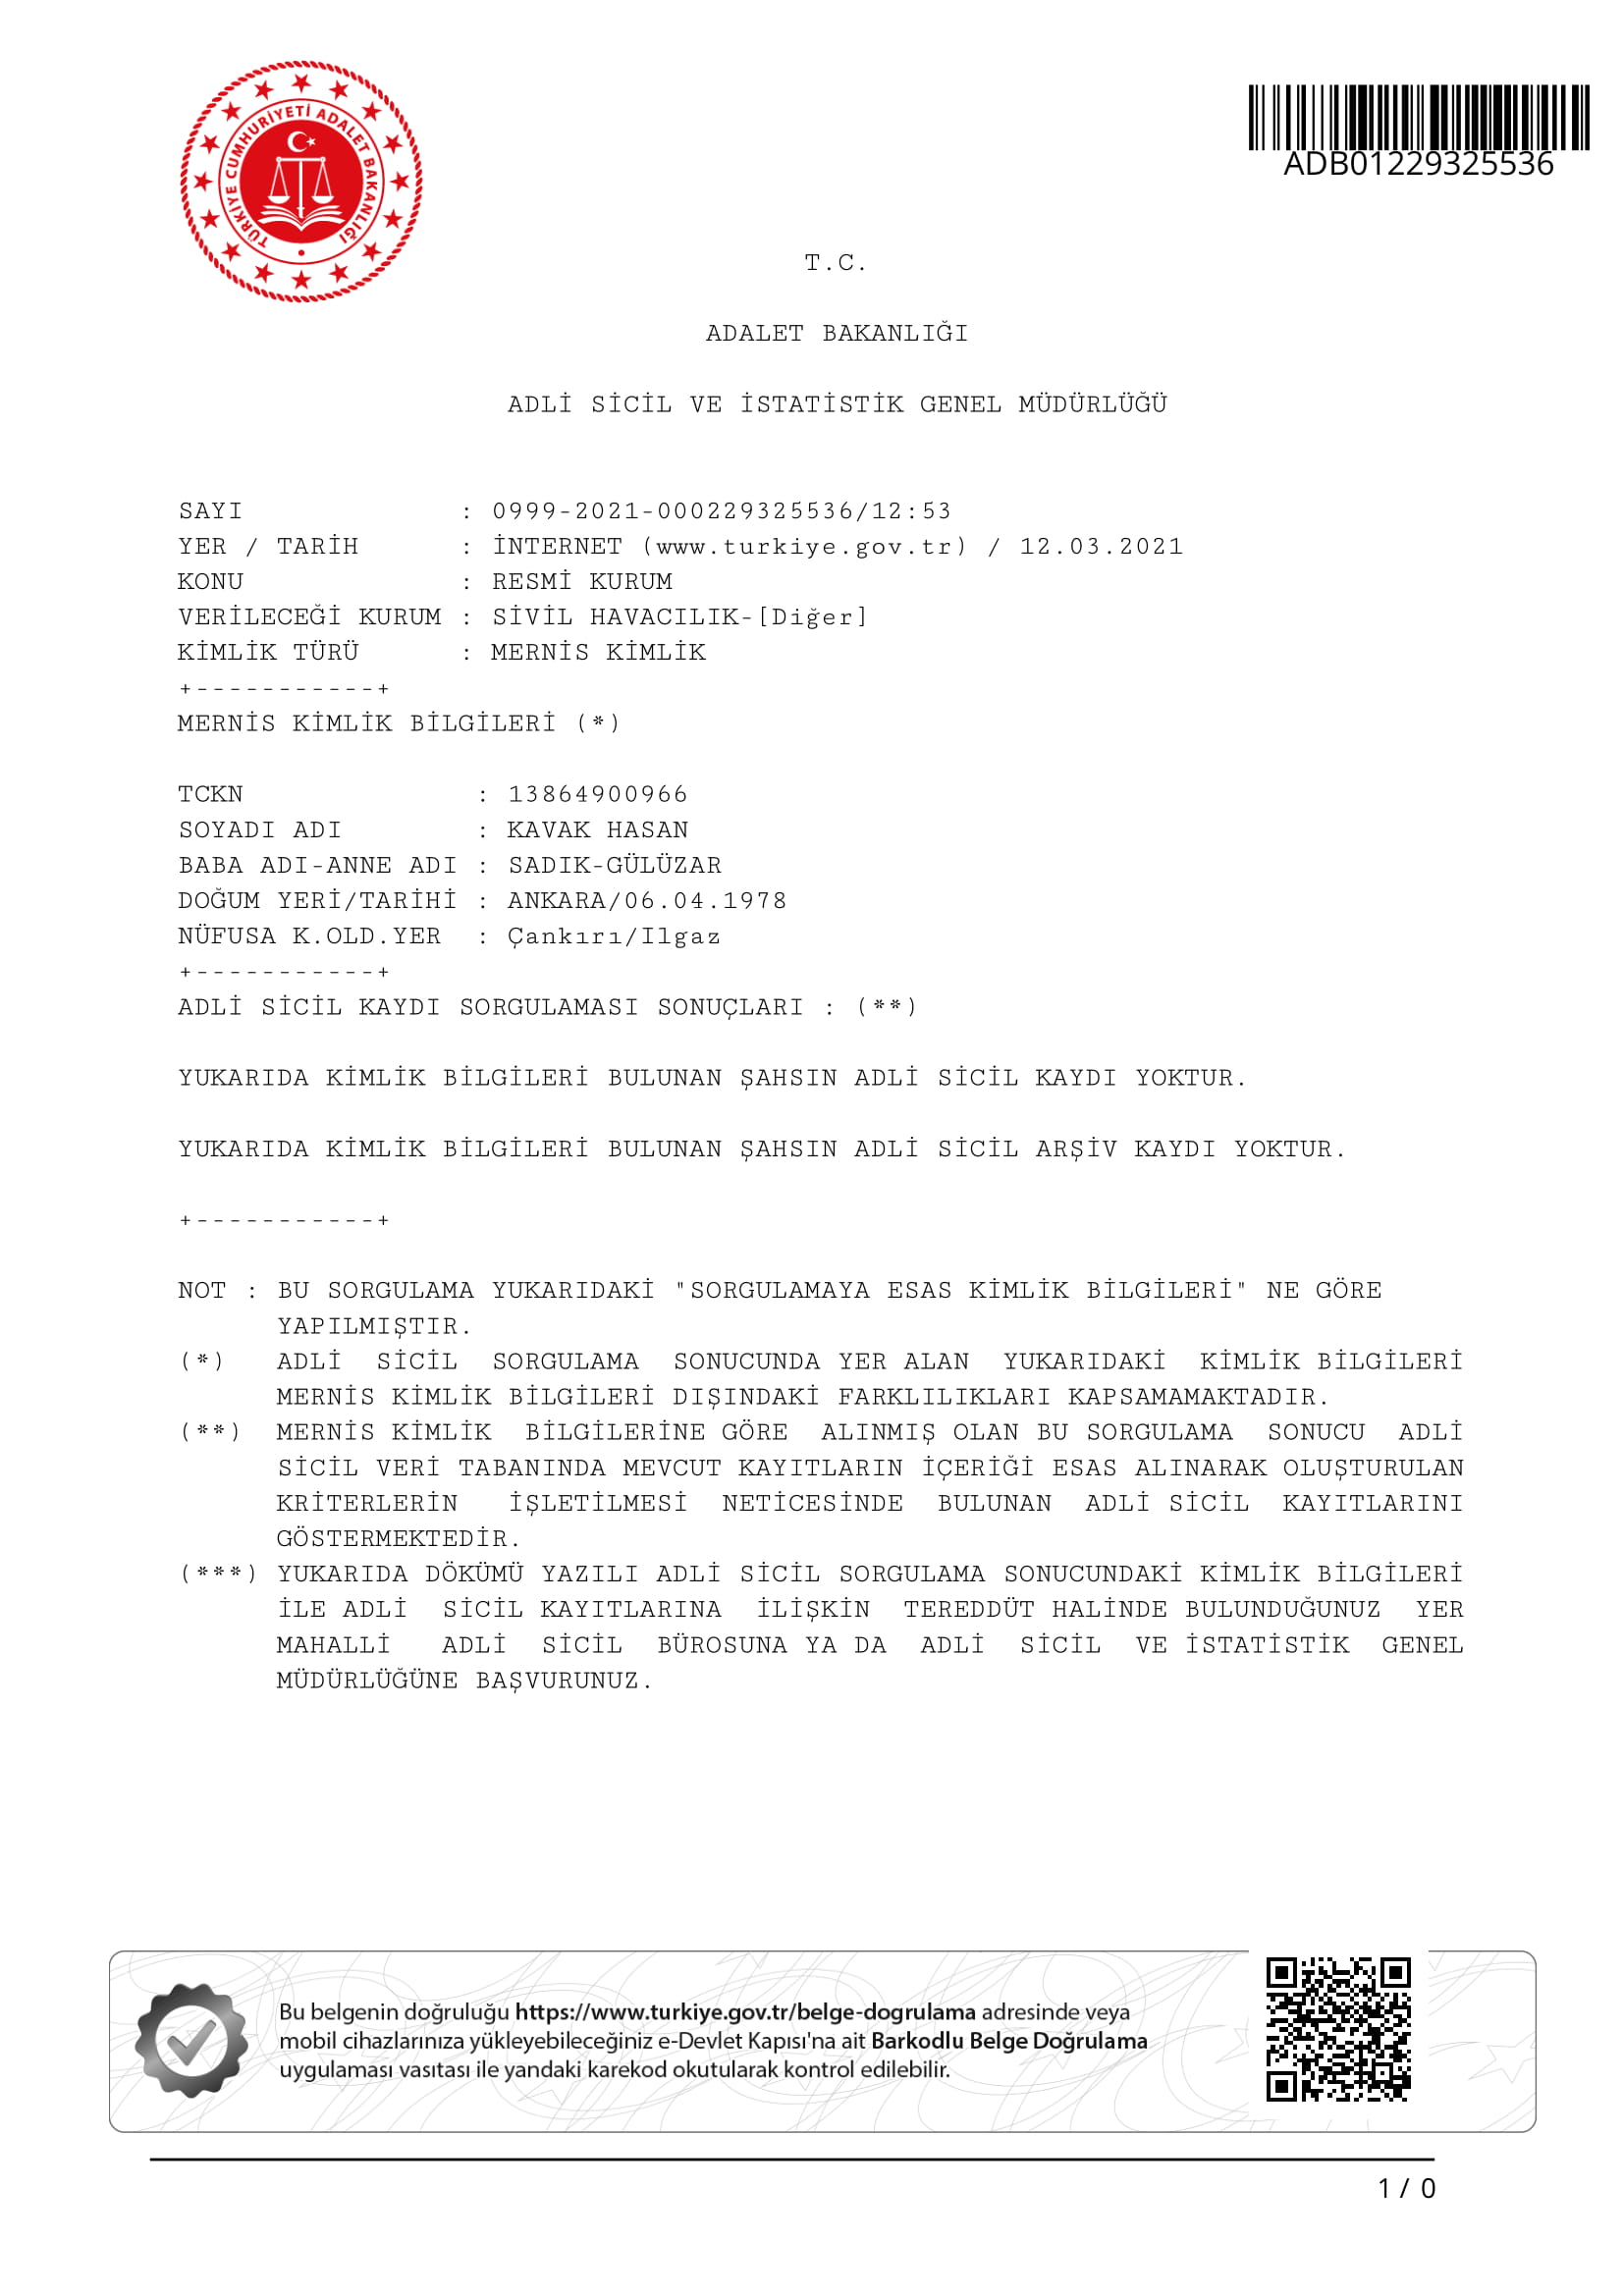 TÜRKİYE CUMHURİYETİ ADALET BAKANLIĞI
ADB01229325536
T.C.
ADALET BAKANLIĞI
ADLİ SİCİL VE İSTATİSTİK GENEL MÜDÜRLÜĞÜ
SAYI : 0999-2021-000229325536/12:53
YER / TARİH : İNTERNET (www.turkiye.gov.tr) / 12.03.2021
KONU : RESMİ KURUM
VERİLECEĞİ KURUM : SİVİL HAVACILIK-[Diğer]
KİMLİK TÜRÜ : MERNİS KİMLİK
+-----------+
MERNİS KİMLİK BİLGİLERİ (*)
TCKN : 13864900966
SOYADI ADI : KAVAK HASAN
BABA ADI-ANNE ADI : SADIK-GÜLÜZAR
DOĞUM YERİ/TARİHİ : ANKARA/06.04.1978
NÜFUSA K.OLD.YER : Çankırı/Ilgaz
+-----------+
ADLİ SİCİL KAYDI SORGULAMASI SONUÇLARI : (**)
YUKARIDA KİMLİK BİLGİLERİ BULUNAN ŞAHSIN ADLİ SİCİL KAYDI YOKTUR.
YUKARIDA KİMLİK BİLGİLERİ BULUNAN ŞAHSIN ADLİ SİCİL ARŞİV KAYDI YOKTUR.
+-----------+
NOT : BU SORGULAMA YUKARIDAKİ "SORGULAMAYA ESAS KİMLİK BİLGİLERİ" NE GÖRE
YAPILMIŞTIR.
(*) ADLİ SİCİL SORGULAMA SONUCUNDA YER ALAN YUKARIDAKİ KİMLİK BİLGİLERİ
MERNİS KİMLİK BİLGİLERİ DIŞINDAKİ FARKLILIKLARI KAPSAMAMAKTADIR.
(**) MERNİS KİMLİK BİLGİLERİNE GÖRE ALINMIŞ OLAN BU SORGULAMA SONUCU ADLİ
SİCİL VERİ TABANINDA MEVCUT KAYITLARIN İÇERİĞİ ESAS ALINARAK OLUŞTURULAN
KRİTERLERİN İŞLETİLMESİ NETİCESİNDE BULUNAN ADLİ SİCİL KAYITLARINI
GÖSTERMEKTEDİR.
(***) YUKARIDA DÖKÜMÜ YAZILI ADLİ SİCİL SORGULAMA SONUCUNDAKİ KİMLİK BİLGİLERİ
İLE ADLİ SİCİL KAYITLARINA İLİŞKİN TEREDDÜT HALİNDE BULUNDUĞUNUZ YER
MAHALLİ ADLİ SİCİL BÜROSUNA YA DA ADLİ SİCİL VE İSTATİSTİK GENEL
MÜDÜRLÜĞÜNE BAŞVURUNUZ.
Bu belgenin doğruluğu https://www.turkiye.gov.tr/belge-dogrulama adresinde veya
mobil cihazlarınıza yükleyebileceğiniz e-Devlet Kapısı'na ait Barkodlu Belge Doğrulama
uygulaması vasıtası ile yandaki karekod okutularak kontrol edilebilir.
1 / 0